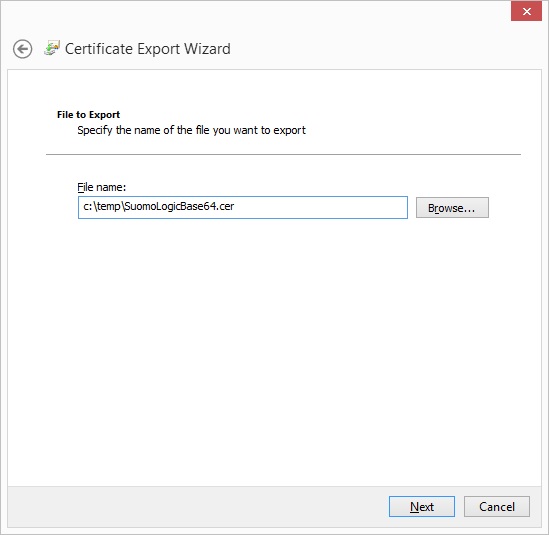 Certificate Export Wizard
File to Export
Specify the name of the file you want to export
File name:
c:\temp\SuomoLogicBase64.cer
Browse...
Next
Cancel